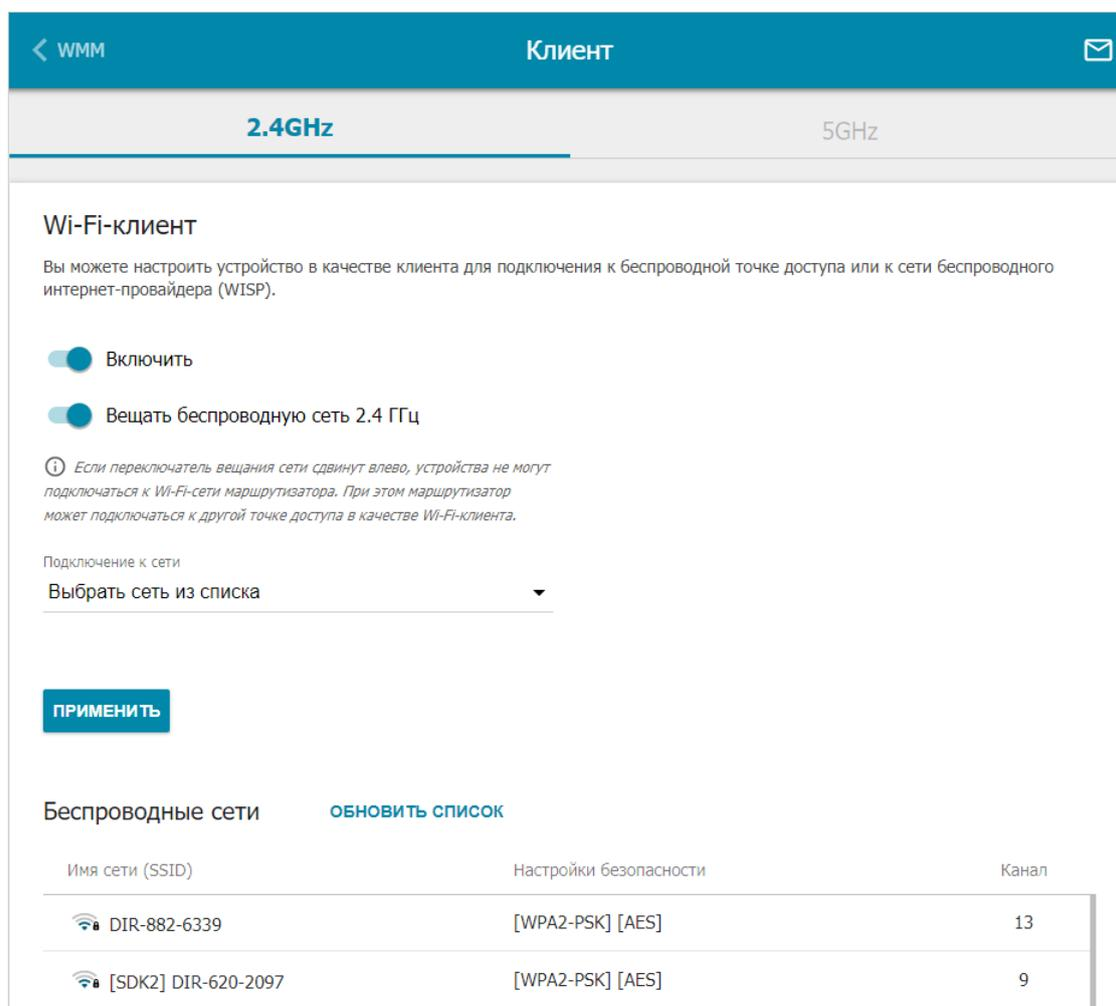 WMM
Клиент
2.4GHz
5GHz
Wi-Fi-клиент
Вы можете настроить устройство в качестве клиента для подключения к беспроводной точке доступа или к сети беспроводного
интернет-провайдера (WISP).
Включить
Вещать беспроводную сеть 2.4 ГГц
Если переключатель вещания сети сдвинут влево, устройства не могут
подключаться к Wi-Fi-сети маршрутизатора. При этом маршрутизатор
может подключаться к другой точке доступа в качестве Wi-Fi-клиента.
Подключение к сети
Выбрать сеть из списка
ПРИМЕНИТЬ
Беспроводные сети ОБНОВИТЬ СПИСОК
Имя сети (SSID) Настройки безопасности Канал
DIR-882-6339 [WPA2-PSK] [AES] 13
[SDK2] DIR-620-2097 [WPA2-PSK] [AES] 9